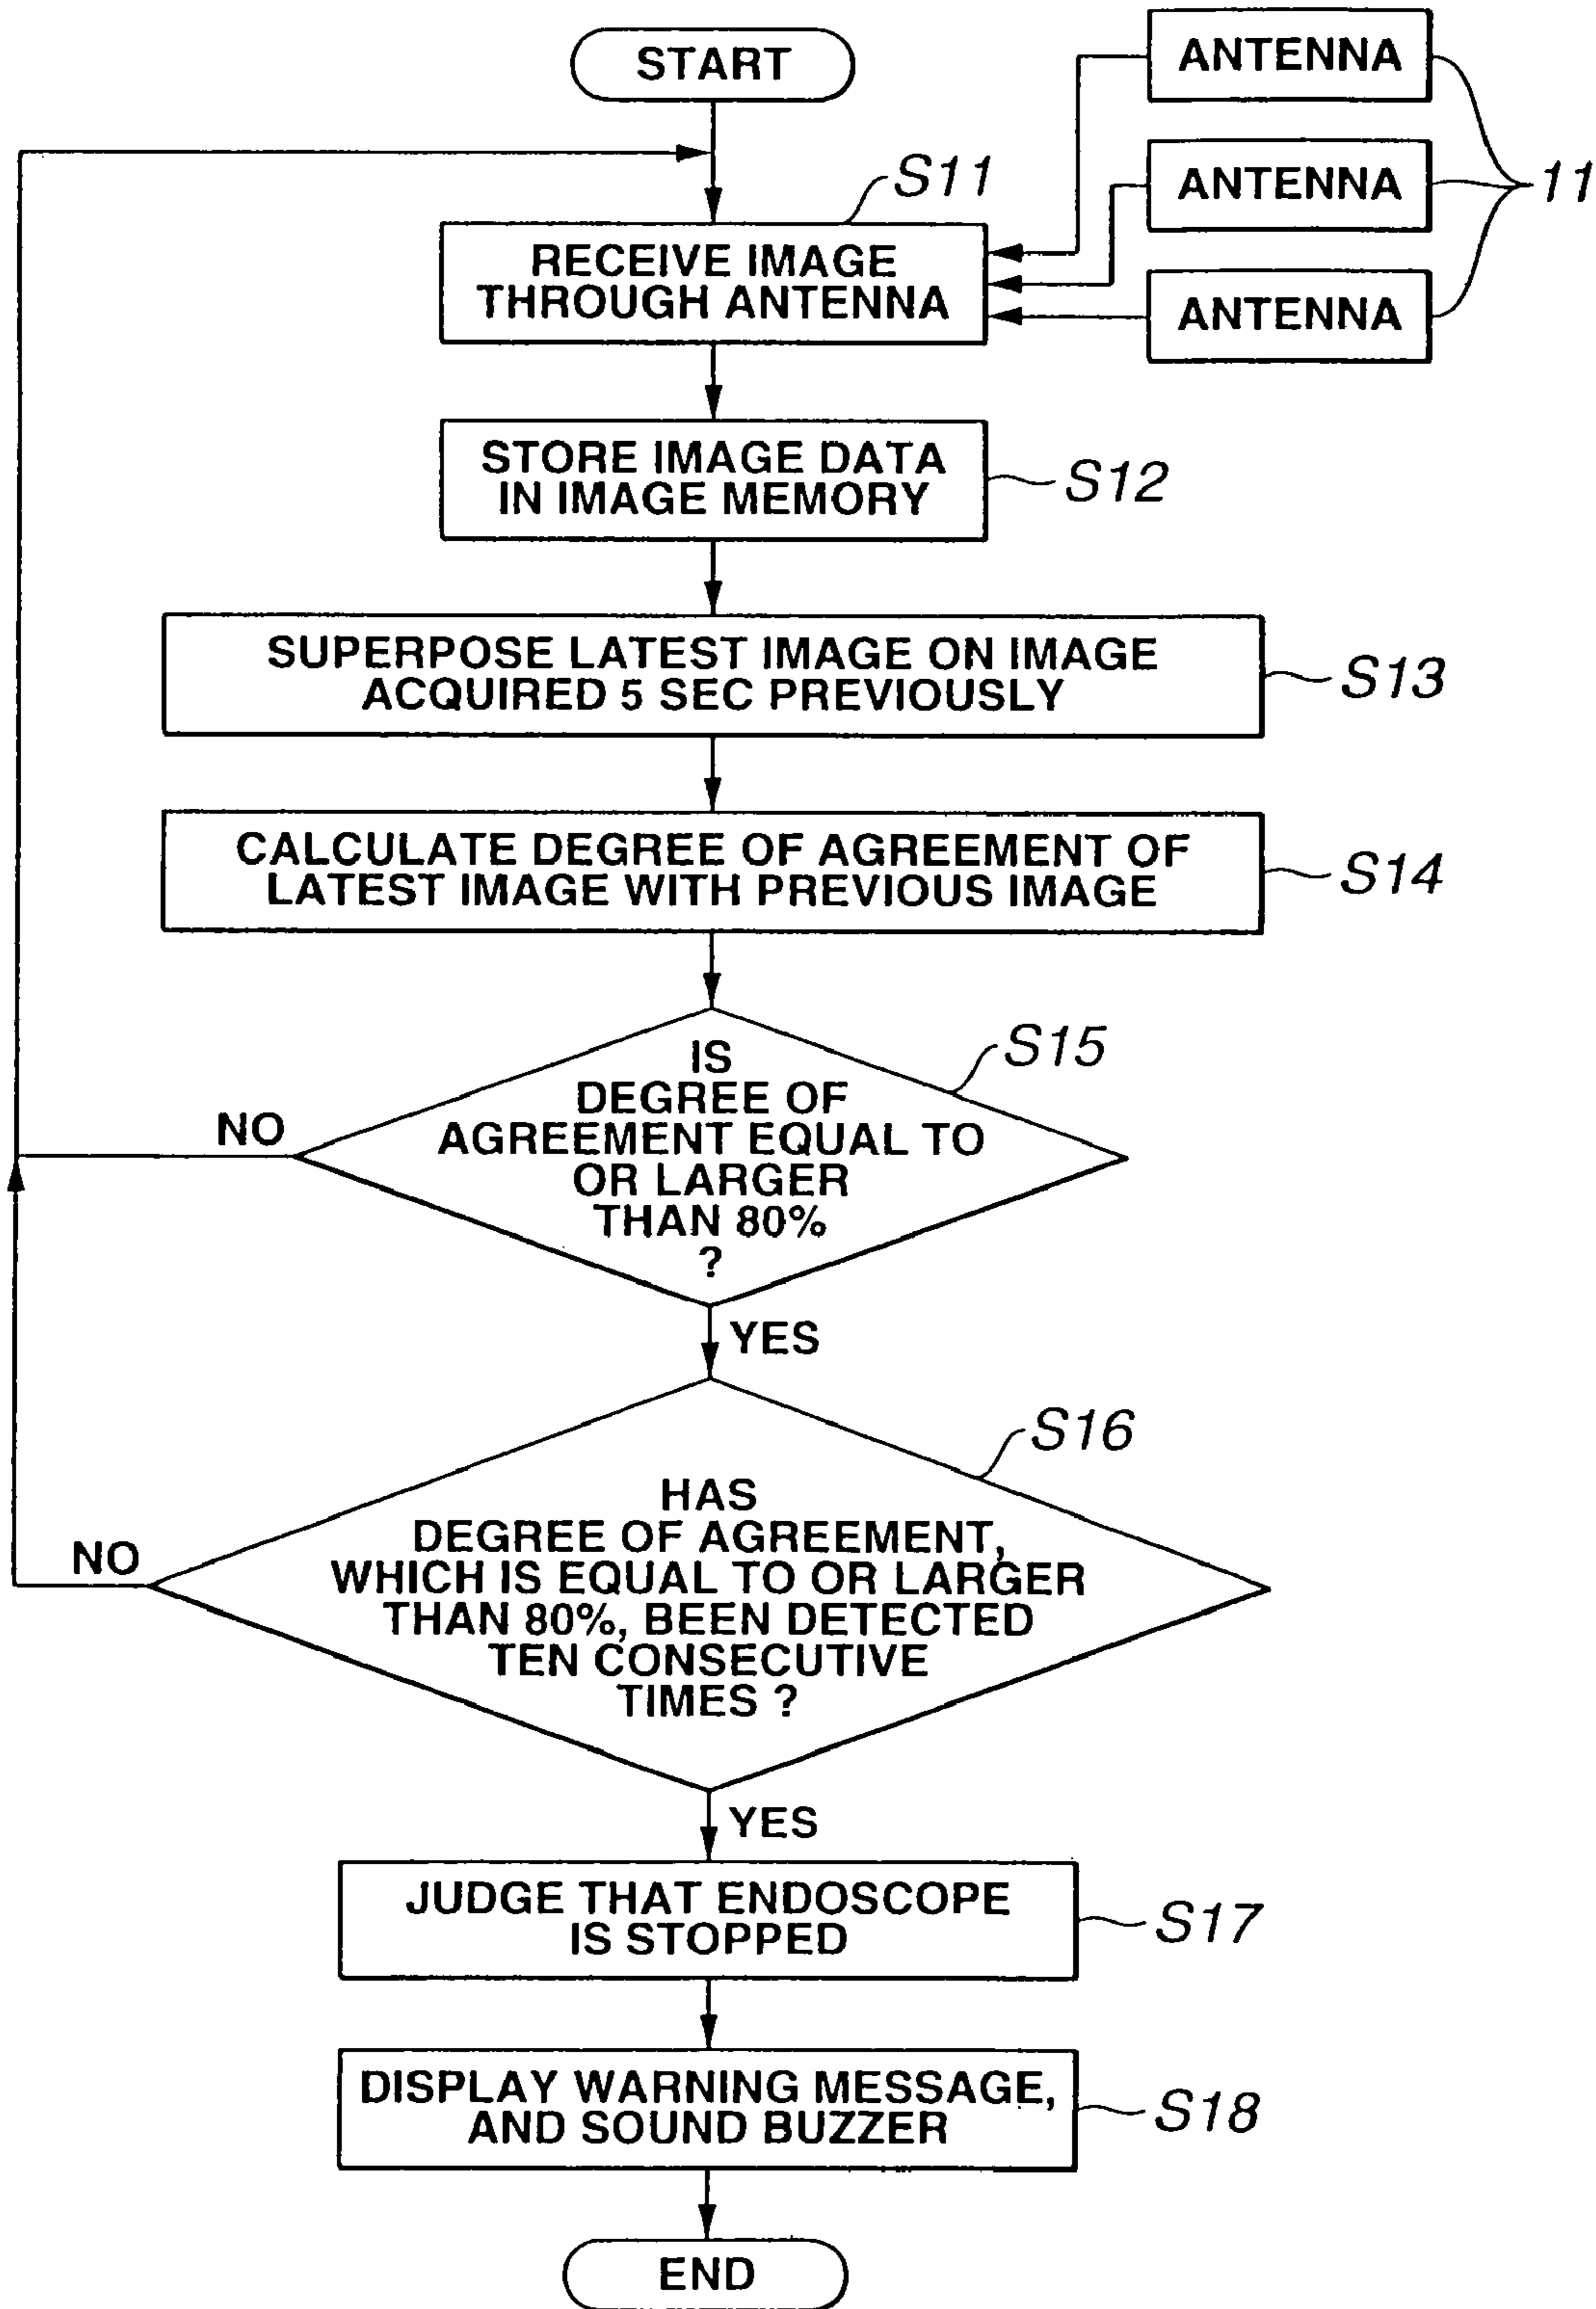 START
ANTENNA
ANTENNA
11
ANTENNA
S11
RECEIVE IMAGE
THROUGH ANTENNA
STORE IMAGE DATA
IN IMAGE MEMORY
S12
SUPERPOSE LATEST IMAGE ON IMAGE
ACQUIRED 5 SEC PREVIOUSLY
S13
CALCULATE DEGREE OF AGREEMENT OF
LATEST IMAGE WITH PREVIOUS IMAGE
S14
S15
IS
DEGREE OF
AGREEMENT EQUAL TO
OR LARGER
THAN 80%
?
NO
YES
S16
HAS
DEGREE OF AGREEMENT,
WHICH IS EQUAL TO OR LARGER
THAN 80%, BEEN DETECTED
TEN CONSECUTIVE
TIMES ?
NO
YES
JUDGE THAT ENDOSCOPE
IS STOPPED
S17
DISPLAY WARNING MESSAGE,
AND SOUND BUZZER
S18
END